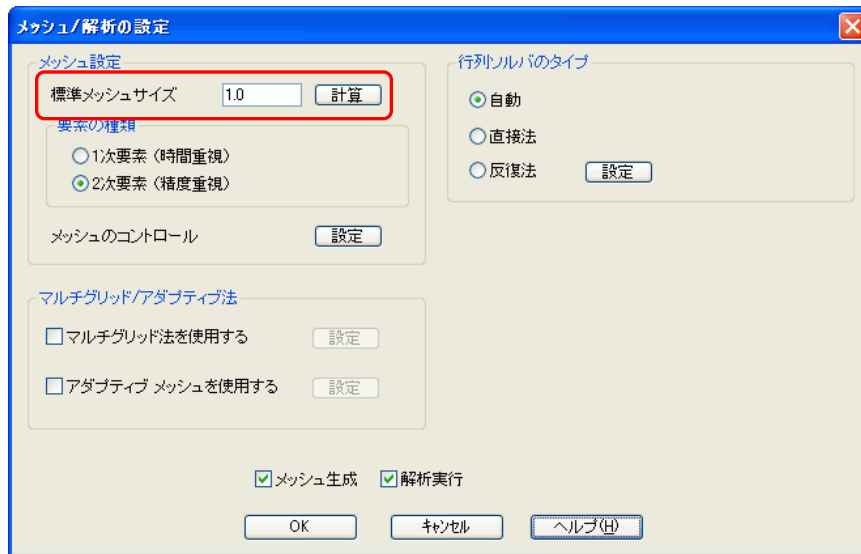 メッシュ/解析の設定
メッシュ設定
標準メッシュサイズ 1.0 計算
要素の種類
1次要素 (時間重視)
2次要素 (精度重視)
メッシュのコントロール 設定
行列ソルバのタイプ
自動
直接法
反復法 設定
マルチグリッド/アダプティブ法
マルチグリッド法を使用する 設定
アダプティブ メッシュを使用する 設定
メッシュ生成 解析実行
OK キャンセル ヘルプ(H)